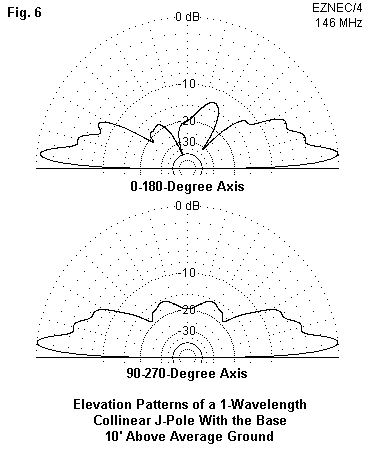 Fig. 6
EZNEC/4
146 MHz
0 dB
-10
-20
-30
0-180-Degree Axis
0 dB
-10
-20
-30
90-270-Degree Axis
Elevation Patterns of a 1-Wavelength
Collinear J-Pole With the Base
10' Above Average Ground